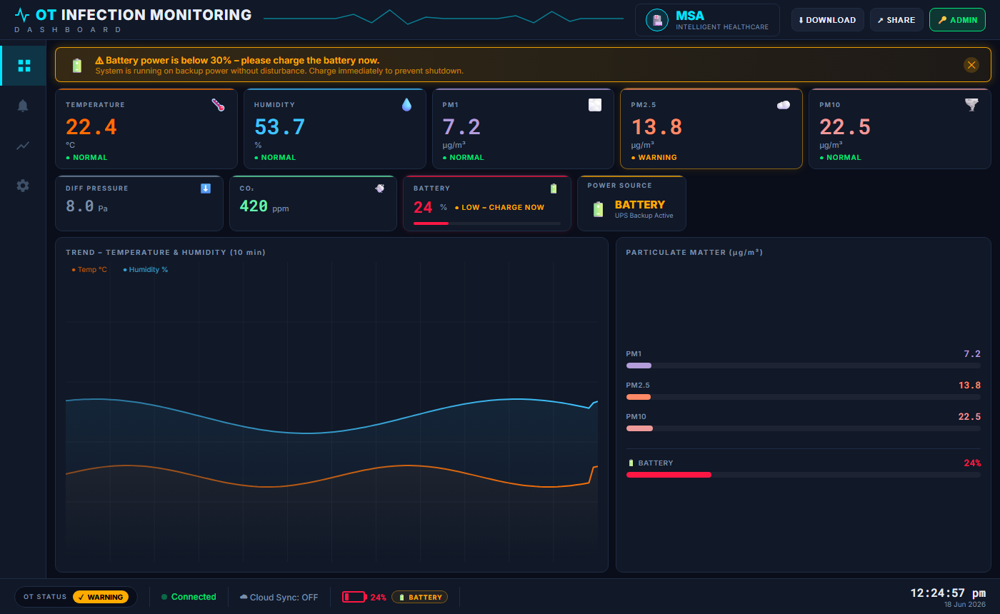 OT INFECTION MONITORING
DASHBOARD
MSA
INTELLIGENT HEALTHCARE
⬇ DOWNLOAD
↗ SHARE
🔑 ADMIN
⚠ Battery power is below 30% – please charge the battery now.
System is running on backup power without disturbance. Charge immediately to prevent shutdown.
TEMPERATURE
22.4
°C
● NORMAL
HUMIDITY
53.7
%
● NORMAL
PM1
7.2
µg/m³
● NORMAL
PM2.5
13.8
µg/m³
● WARNING
PM10
22.5
µg/m³
● NORMAL
DIFF PRESSURE
8.0 Pa
CO₂
420 ppm
BATTERY
24 % ● LOW – CHARGE NOW
POWER SOURCE
BATTERY
UPS Backup Active
TREND – TEMPERATURE & HUMIDITY (10 min)
● Temp °C ● Humidity %
PARTICULATE MATTER (µg/m³)
PM1 7.2
PM2.5 13.8
PM10 22.5
BATTERY 24%
OT STATUS ✓ WARNING
Connected
Cloud Sync: OFF
24% BATTERY
12:24:57 pm
18 Jun 2026